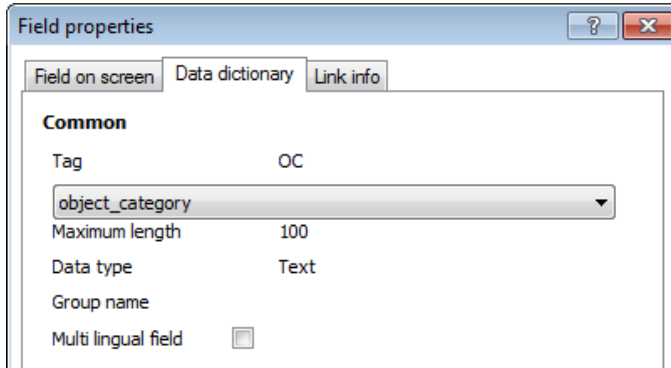 Field properties
?
Field on screen Data dictionary Link info
Common
Tag OC
object_category
Maximum length 100
Data type Text
Group name
Multi lingual field